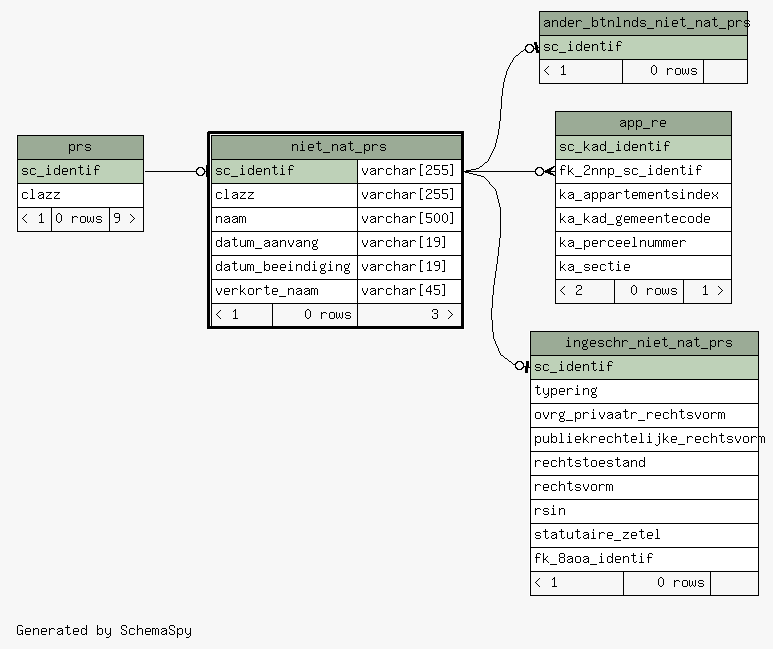 prs
sc_identif
clazz
< 1 0 rows 9 >
niet_nat_prs
sc_identif varchar[255]
clazz varchar[255]
naam varchar[500]
datum_aanvang varchar[19]
datum_beeindiging varchar[19]
verkorte_naam varchar[45]
< 1 0 rows 3 >
ander_btnlnds_niet_nat_prs
sc_identif
< 1 0 rows
app_re
sc_kad_identif
fk_2nnp_sc_identif
ka_appartementsindex
ka_kad_gemeentecode
ka_perceelnummer
ka_sectie
< 2 0 rows 1 >
ingeschr_niet_nat_prs
sc_identif
typering
ovrg_privaatr_rechtsvorm
publiekrechtelijke_rechtsvorm
rechtstoestand
rechtsvorm
rsin
statutaire_zetel
fk_8aoa_identif
< 1 0 rows
Generated by SchemaSpy